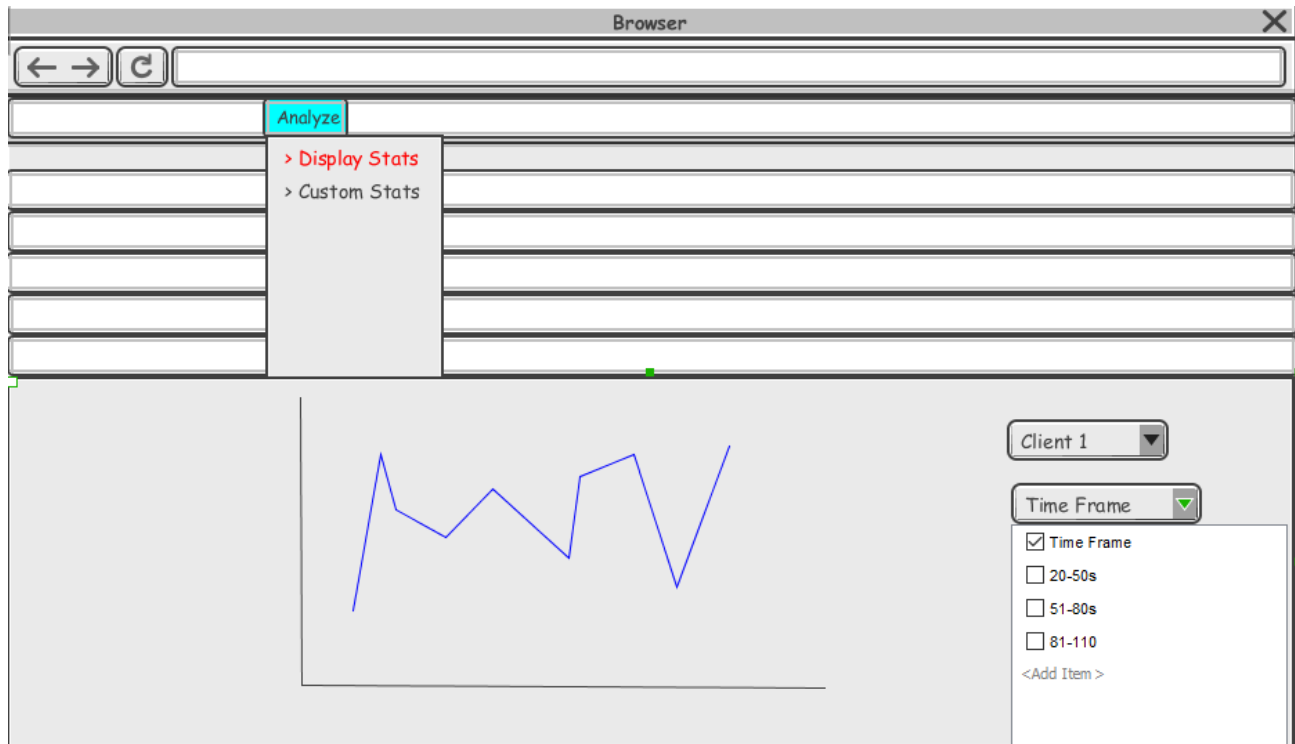 Browser
Analyze
> Display Stats
> Custom Stats
Client 1
Time Frame
Time Frame
20-50s
51-80s
81-110
<Add Item >